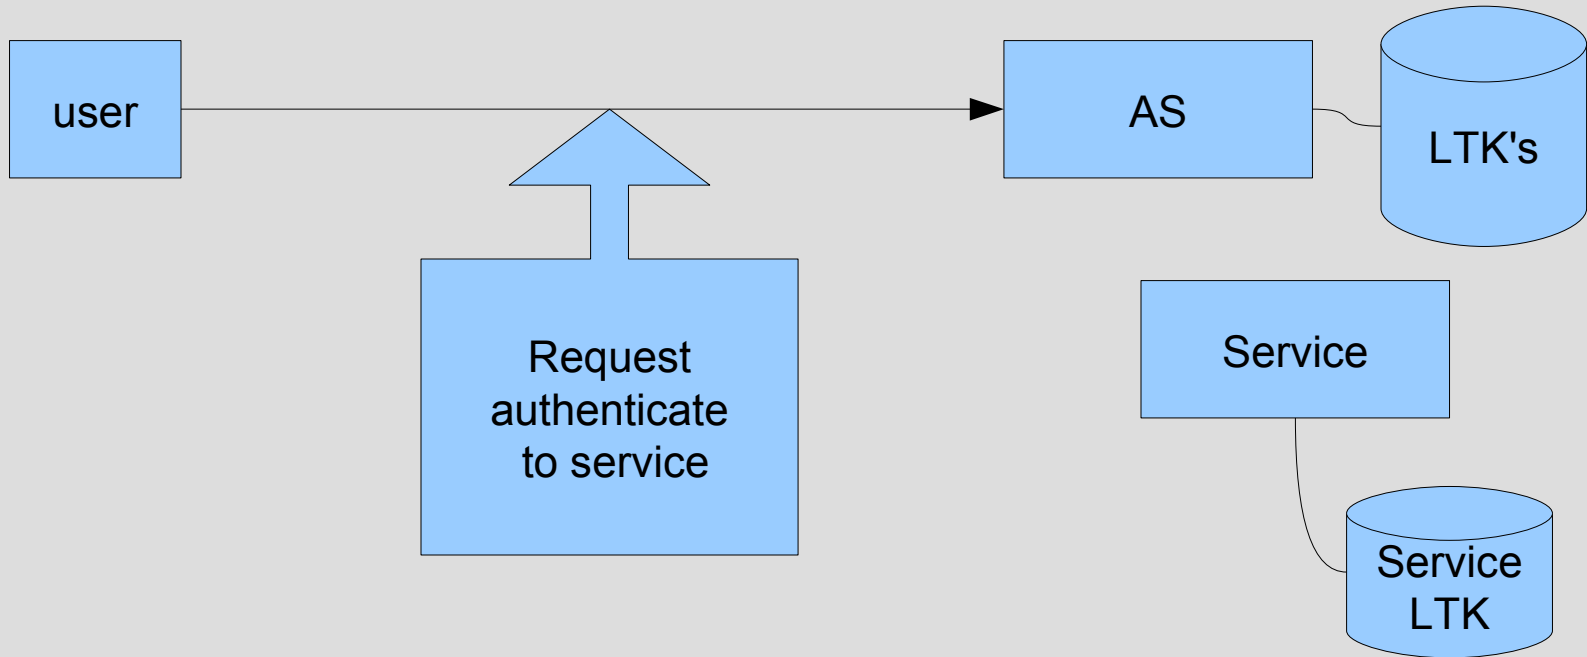 user
AS
LTK's
Request
authenticate
to service
Service
Service
LTK